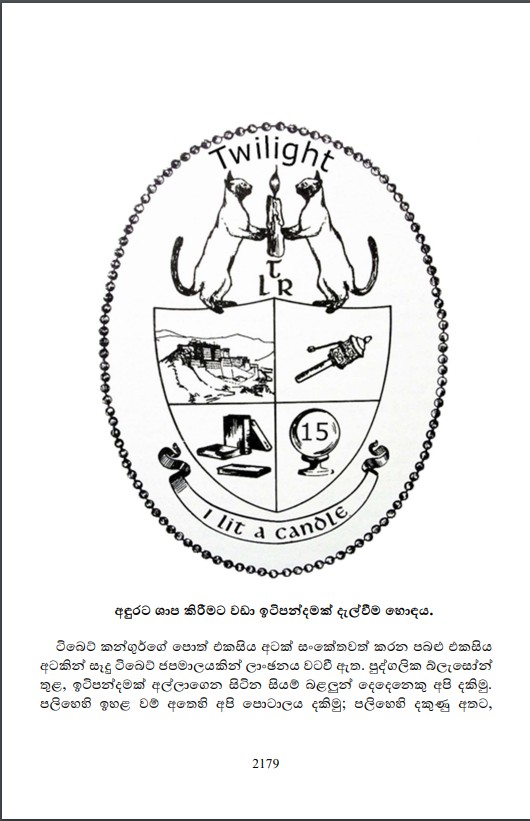 Twilight
T
L R
15
I lit a candle
අඳුරට ශාප කිරීමට වඩා ඉටිපන්දමක් දැල්වීම හොඳය.
ටිබෙට් කන්ගුර්ගේ පොත් එකසිය අටක් සංකේතවත් කරන පබළු එකසිය
අටකින් සැදූ ටිබෙට් ජපමාලයකින් ලාංඡනය වටවී ඇත. පුද්ගලික බ්ලැසෝන්
තුළ, ඉටිපන්දමක් අල්ලාගෙන සිටින සියම් බළලුන් දෙදෙනෙකු අපි දකිමු.
පලිහෙහි ඉහළ වම් අතෙහි අපි පොටාලය දකිමු; පලිහෙහි දකුණු අතට,
2179